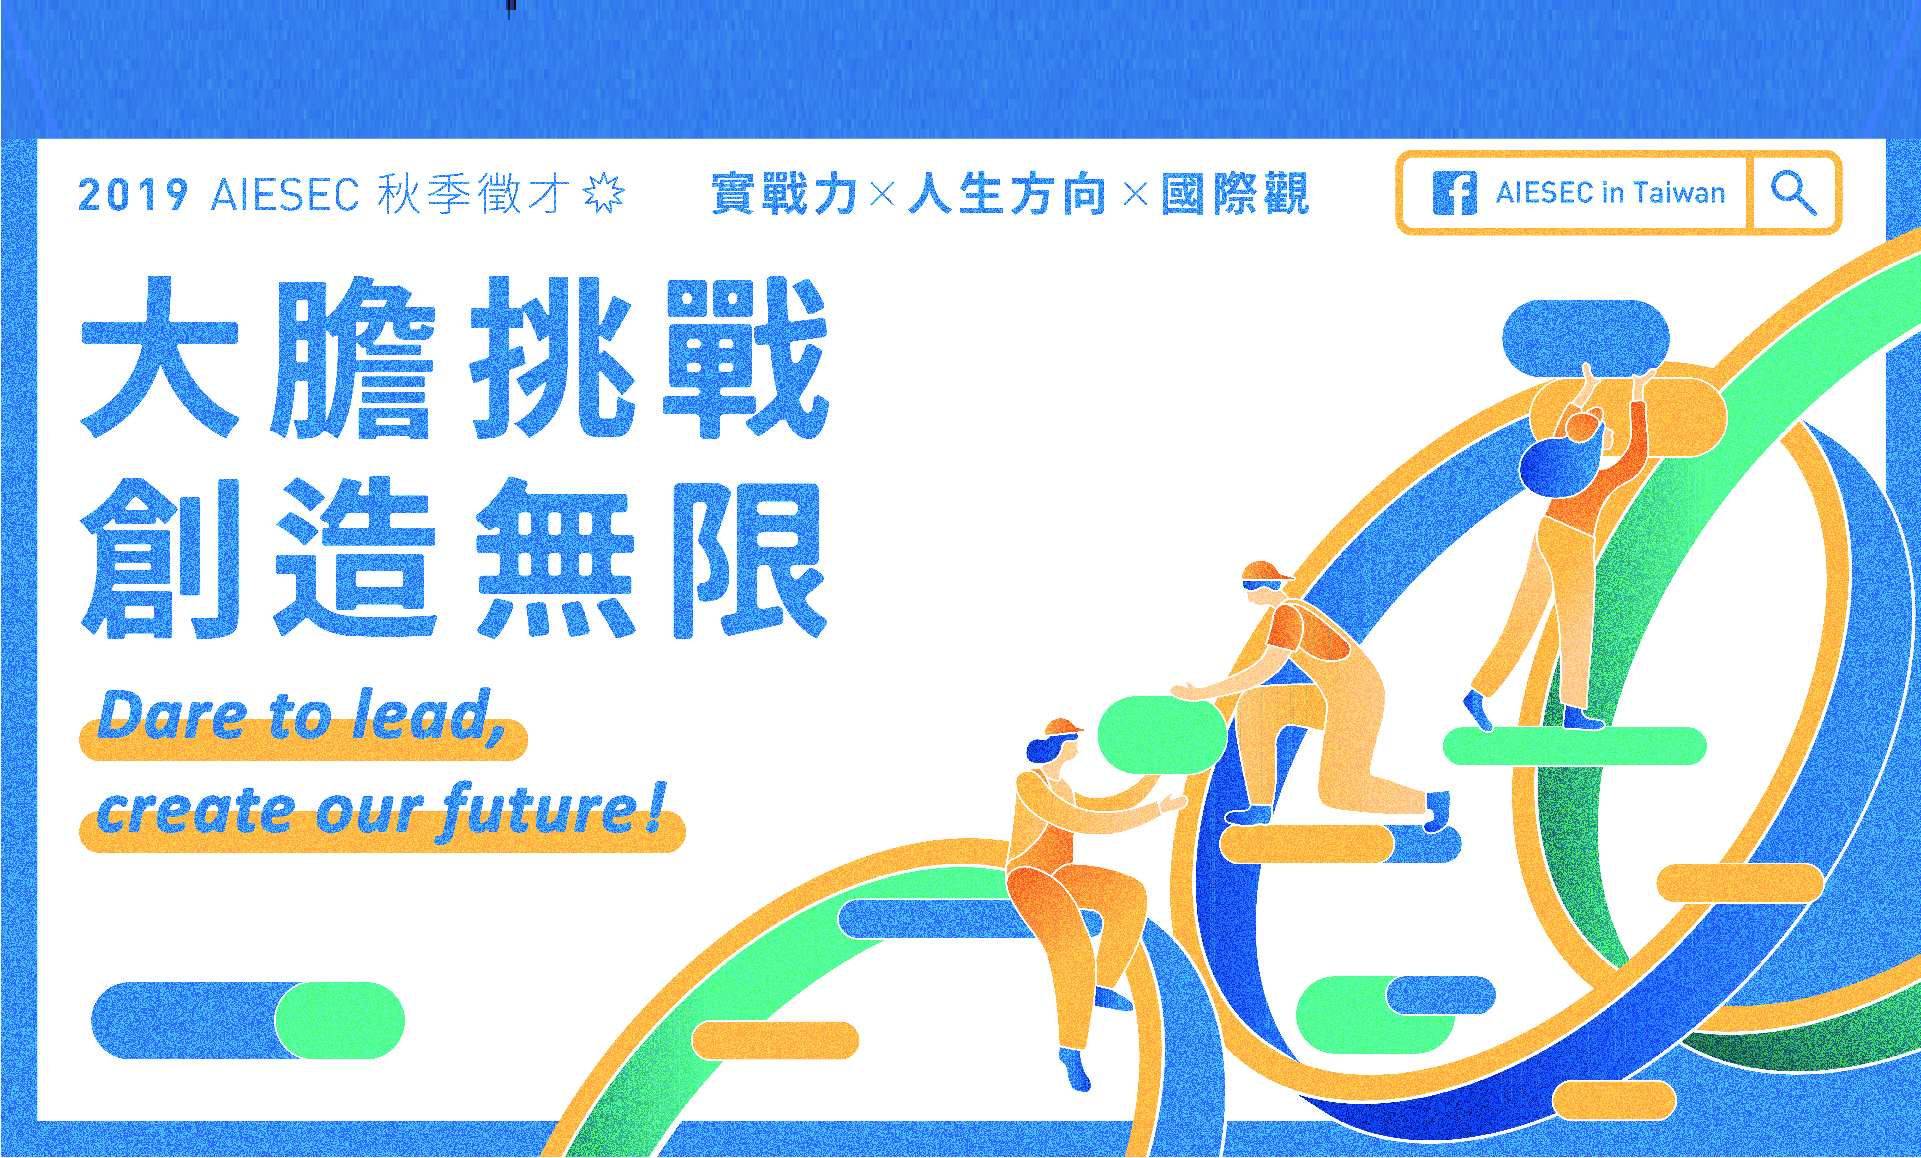 2019 AIESEC 秋季徵才
實戰力×人生方向×國際觀
AIESEC in Taiwan
大膽挑戰
創造無限
Dare to lead,
create our future!